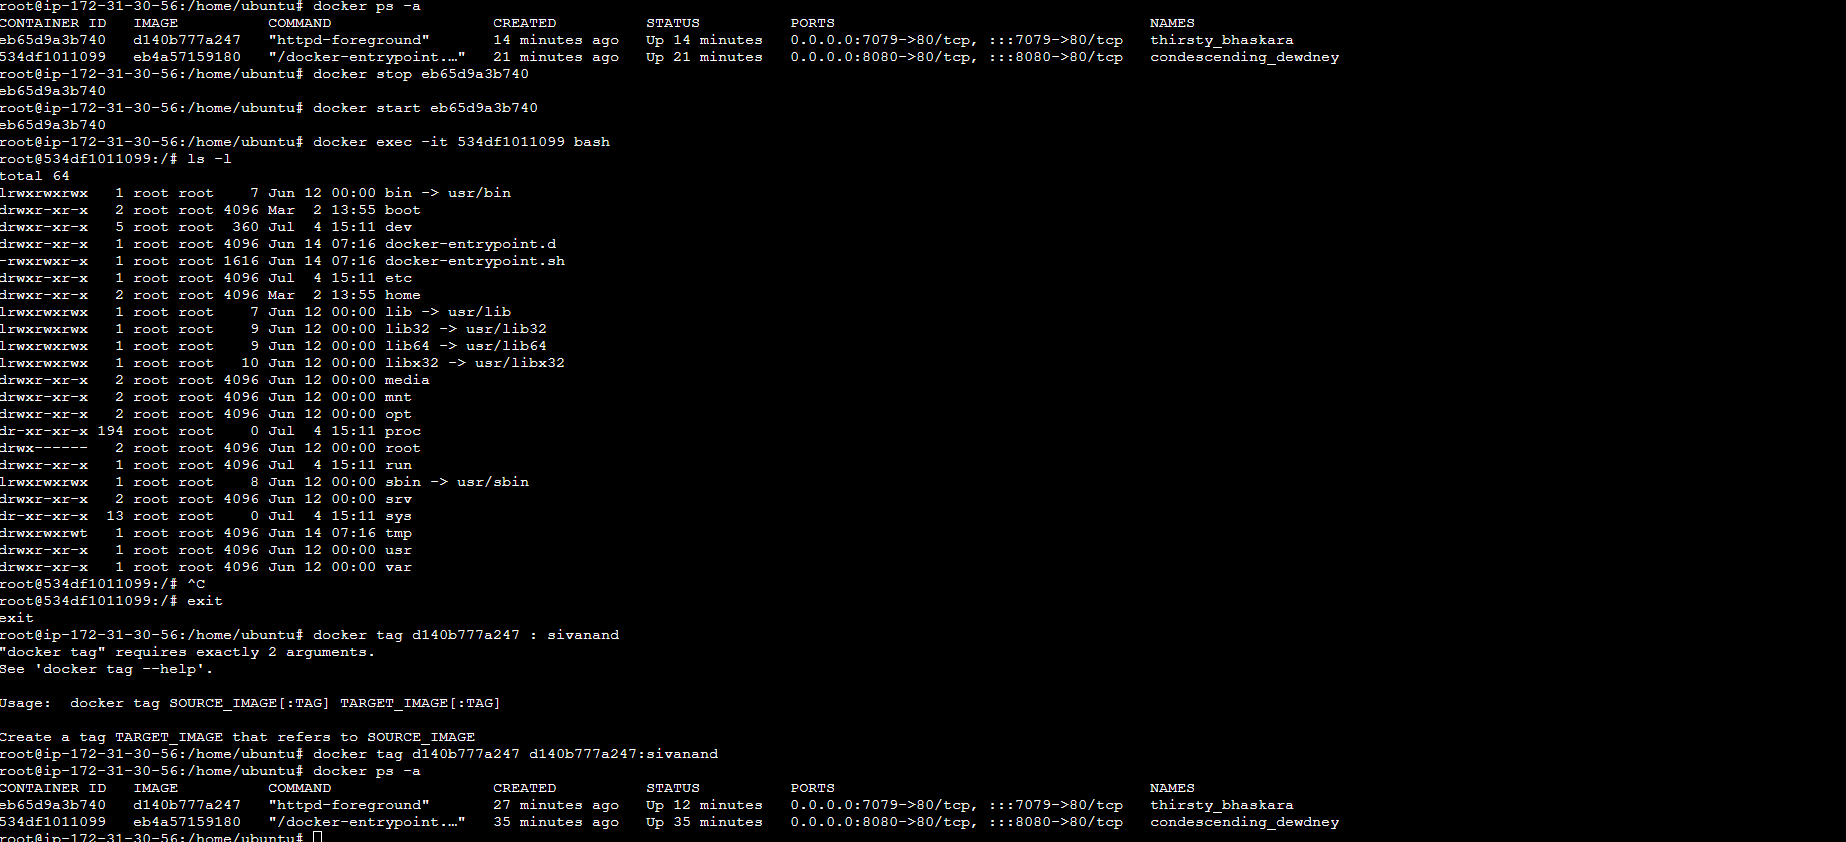 root@ip-172-31-30-56:/home/ubuntu# docker ps -a
CONTAINER ID   IMAGE          COMMAND                  CREATED          STATUS          PORTS                                   NAMES
eb65d9a3b740   d140b777a247   "httpd-foreground"       14 minutes ago   Up 14 minutes   0.0.0.0:7079->80/tcp, :::7079->80/tcp   thirsty_bhaskara
534df1011099   eb4a57159180   "/docker-entrypoint.…"   21 minutes ago   Up 21 minutes   0.0.0.0:8080->80/tcp, :::8080->80/tcp   condescending_dewdney
root@ip-172-31-30-56:/home/ubuntu# docker stop eb65d9a3b740
eb65d9a3b740
root@ip-172-31-30-56:/home/ubuntu# docker start eb65d9a3b740
eb65d9a3b740
root@ip-172-31-30-56:/home/ubuntu# docker exec -it 534df1011099 bash
root@534df1011099:/# ls -l
total 64
lrwxrwxrwx   1 root root    7 Jun 12 00:00 bin -> usr/bin
drwxr-xr-x   2 root root 4096 Mar  2 13:55 boot
drwxr-xr-x   5 root root  360 Jul  4 15:11 dev
drwxr-xr-x   1 root root 4096 Jun 14 07:16 docker-entrypoint.d
-rwxrwxr-x   1 root root 1616 Jun 14 07:16 docker-entrypoint.sh
drwxr-xr-x   1 root root 4096 Jul  4 15:11 etc
drwxr-xr-x   2 root root 4096 Mar  2 13:55 home
lrwxrwxrwx   1 root root    7 Jun 12 00:00 lib -> usr/lib
lrwxrwxrwx   1 root root    9 Jun 12 00:00 lib32 -> usr/lib32
lrwxrwxrwx   1 root root    9 Jun 12 00:00 lib64 -> usr/lib64
lrwxrwxrwx   1 root root   10 Jun 12 00:00 libx32 -> usr/libx32
drwxr-xr-x   2 root root 4096 Jun 12 00:00 media
drwxr-xr-x   2 root root 4096 Jun 12 00:00 mnt
drwxr-xr-x   2 root root 4096 Jun 12 00:00 opt
dr-xr-xr-x 194 root root    0 Jul  4 15:11 proc
drwx------   2 root root 4096 Jun 12 00:00 root
drwxr-xr-x   1 root root 4096 Jul  4 15:11 run
lrwxrwxrwx   1 root root    8 Jun 12 00:00 sbin -> usr/sbin
drwxr-xr-x   2 root root 4096 Jun 12 00:00 srv
dr-xr-xr-x  13 root root    0 Jul  4 15:11 sys
drwxrwxrwt   1 root root 4096 Jun 14 07:16 tmp
drwxr-xr-x   1 root root 4096 Jun 12 00:00 usr
drwxr-xr-x   1 root root 4096 Jun 12 00:00 var
root@534df1011099:/# ^C
root@534df1011099:/# exit
exit
root@ip-172-31-30-56:/home/ubuntu# docker tag d140b777a247 : sivanand
"docker tag" requires exactly 2 arguments.
See 'docker tag --help'.
Usage:  docker tag SOURCE_IMAGE[:TAG] TARGET_IMAGE[:TAG]
Create a tag TARGET_IMAGE that refers to SOURCE_IMAGE
root@ip-172-31-30-56:/home/ubuntu# docker tag d140b777a247 d140b777a247:sivanand
root@ip-172-31-30-56:/home/ubuntu# docker ps -a
CONTAINER ID   IMAGE          COMMAND                  CREATED          STATUS          PORTS                                   NAMES
eb65d9a3b740   d140b777a247   "httpd-foreground"       27 minutes ago   Up 12 minutes   0.0.0.0:7079->80/tcp, :::7079->80/tcp   thirsty_bhaskara
534df1011099   eb4a57159180   "/docker-entrypoint.…"   35 minutes ago   Up 35 minutes   0.0.0.0:8080->80/tcp, :::8080->80/tcp   condescending_dewdney
root@ip-172-31-30-56:/home/ubuntu#